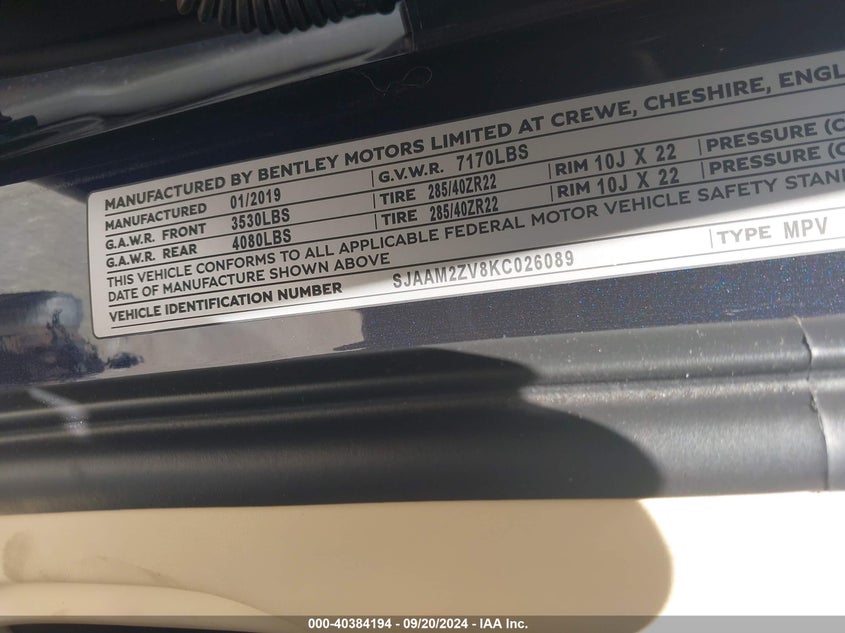 MANUFACTURED BY BENTLEY MOTORS LIMITED AT CREWE, CHESHIRE, ENGL
MANUFACTURED 01/2019 G.V.W.R. 7170LBS
G.A.W.R. FRONT 3530LBS TIRE 285/40ZR22 RIM 10J X 22 PRESSURE (C
G.A.W.R. REAR 4080LBS TIRE 285/40ZR22 RIM 10J X 22 PRESSURE (C
THIS VEHICLE CONFORMS TO ALL APPLICABLE FEDERAL MOTOR VEHICLE SAFETY STAN
DATE OF MANUFACTURE SHOWN ABOVE
VEHICLE IDENTIFICATION NUMBER SJAAM2ZV8KC026089 TYPE MPV
000-40384194 - 09/20/2024 - IAA Inc.